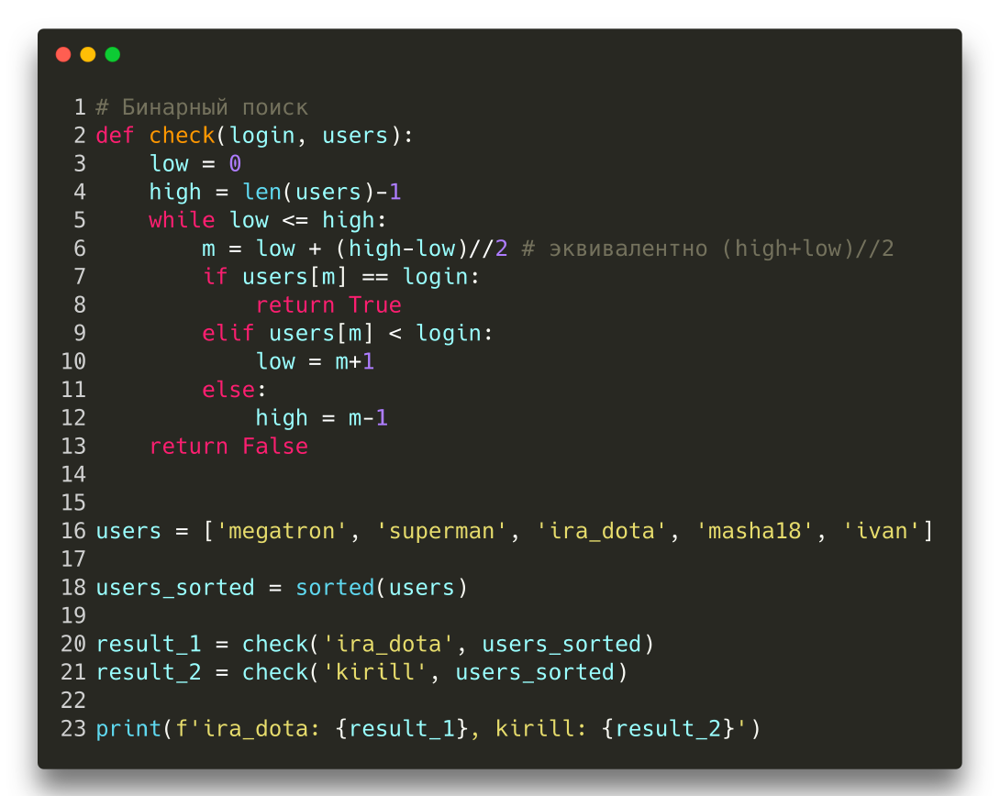 1 # Бинарный поиск
2 def check(login, users):
3     low = 0
4     high = len(users)-1
5     while low <= high:
6         m = low + (high-low)//2 # эквивалентно (high+low)//2
7         if users[m] == login:
8             return True
9         elif users[m] < login:
10             low = m+1
11         else:
12             high = m-1
13     return False
14
15
16 users = ['megatron', 'superman', 'ira_dota', 'masha18', 'ivan']
17
18 users_sorted = sorted(users)
19
20 result_1 = check('ira_dota', users_sorted)
21 result_2 = check('kirill', users_sorted)
22
23 print(f'ira_dota: {result_1}, kirill: {result_2}')